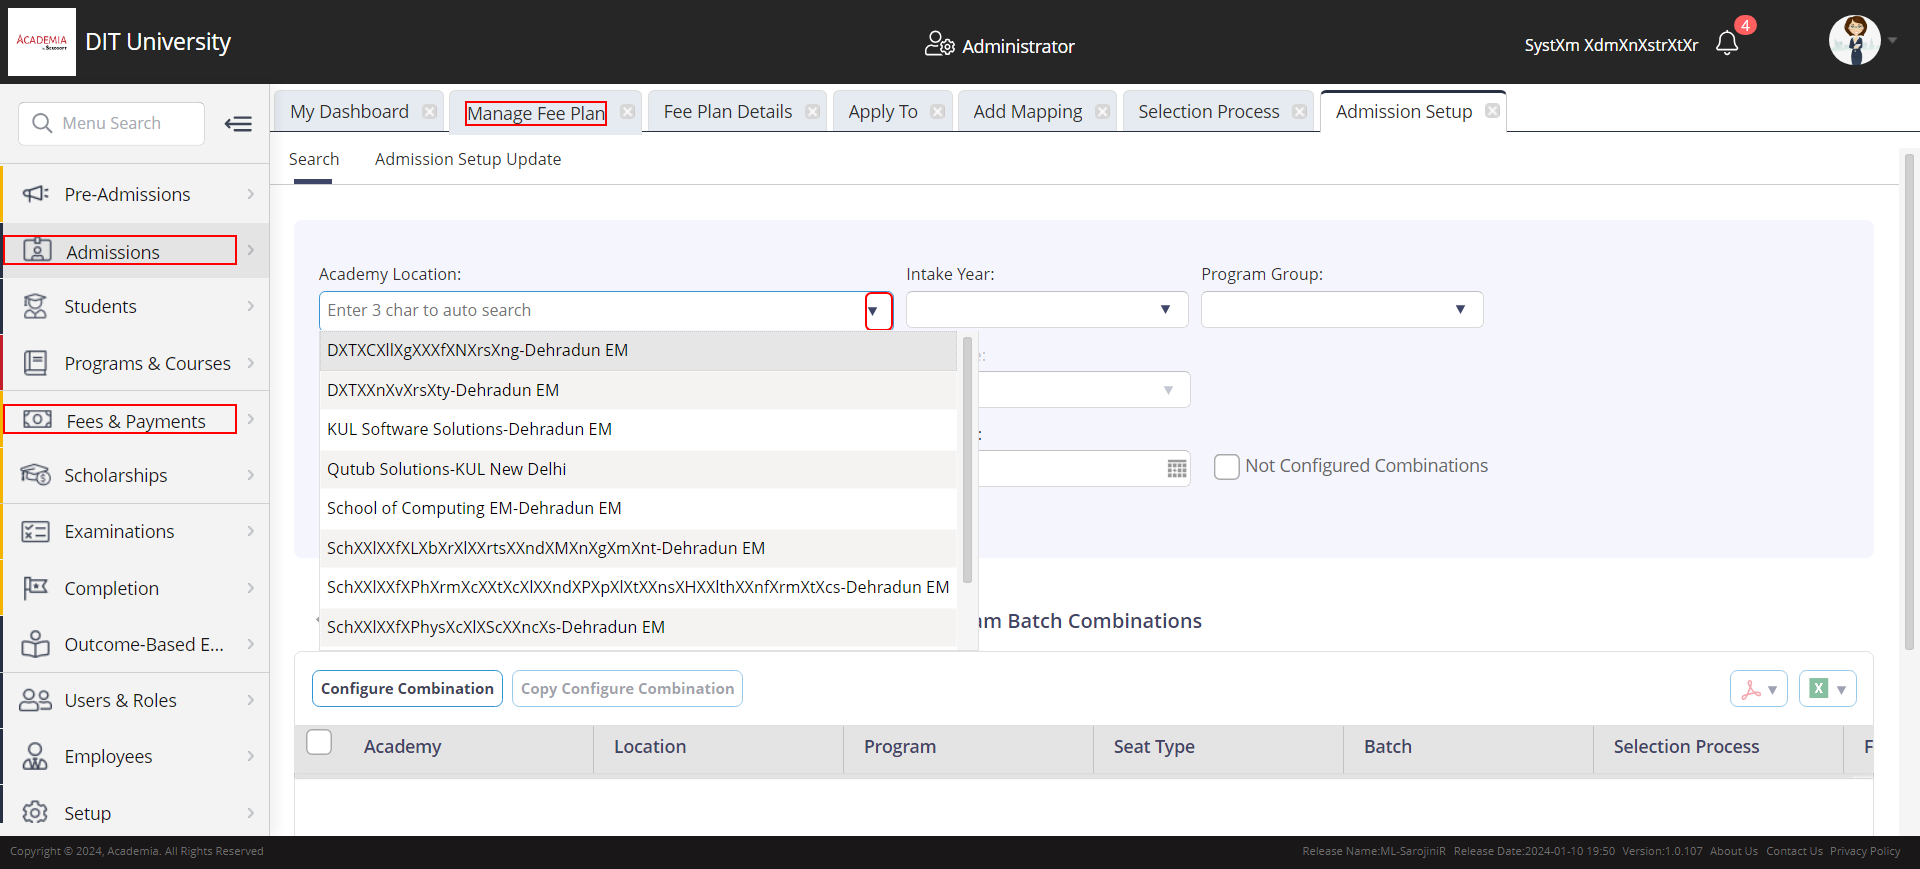 ACADEMIA
DIT University
Administrator
SystXm XdmXnXstrXtXr
4
Menu Search
My Dashboard
Manage Fee Plan
Fee Plan Details
Apply To
Add Mapping
Selection Process
Admission Setup
Search
Admission Setup Update
Pre-Admissions
Admissions
Students
Programs & Courses
Fees & Payments
Scholarships
Examinations
Completion
Outcome-Based E...
Users & Roles
Employees
Setup
Academy Location:
Intake Year:
Program Group:
Enter 3 char to auto search
DXTXCXllXgXXXfXNXrsXng-Dehradun EM
DXTXXnXvXrsXty-Dehradun EM
KUL Software Solutions-Dehradun EM
Qutub Solutions-KUL New Delhi
School of Computing EM-Dehradun EM
SchXXlXXfXLXbXrXlXXrtsXXndXMXnXgXmXnt-Dehradun EM
SchXXlXXfXPhXrmXcXXtXcXlXXndXPXpXlXtXXnsXHXXlthXXnfXrmXtXcs-Dehradun EM
SchXXlXXfXPhysXcXlXScXXncXs-Dehradun EM
e:
:
Not Configured Combinations
am Batch Combinations
Configure Combination
Copy Configure Combination
X
Academy
Location
Program
Seat Type
Batch
Selection Process
F
Copyright © 2024, Academia. All Rights Reserved
Release Name:ML-SarojiniR Release Date:2024-01-10 19:50 Version:1.0.107 About Us Contact Us Privacy Policy